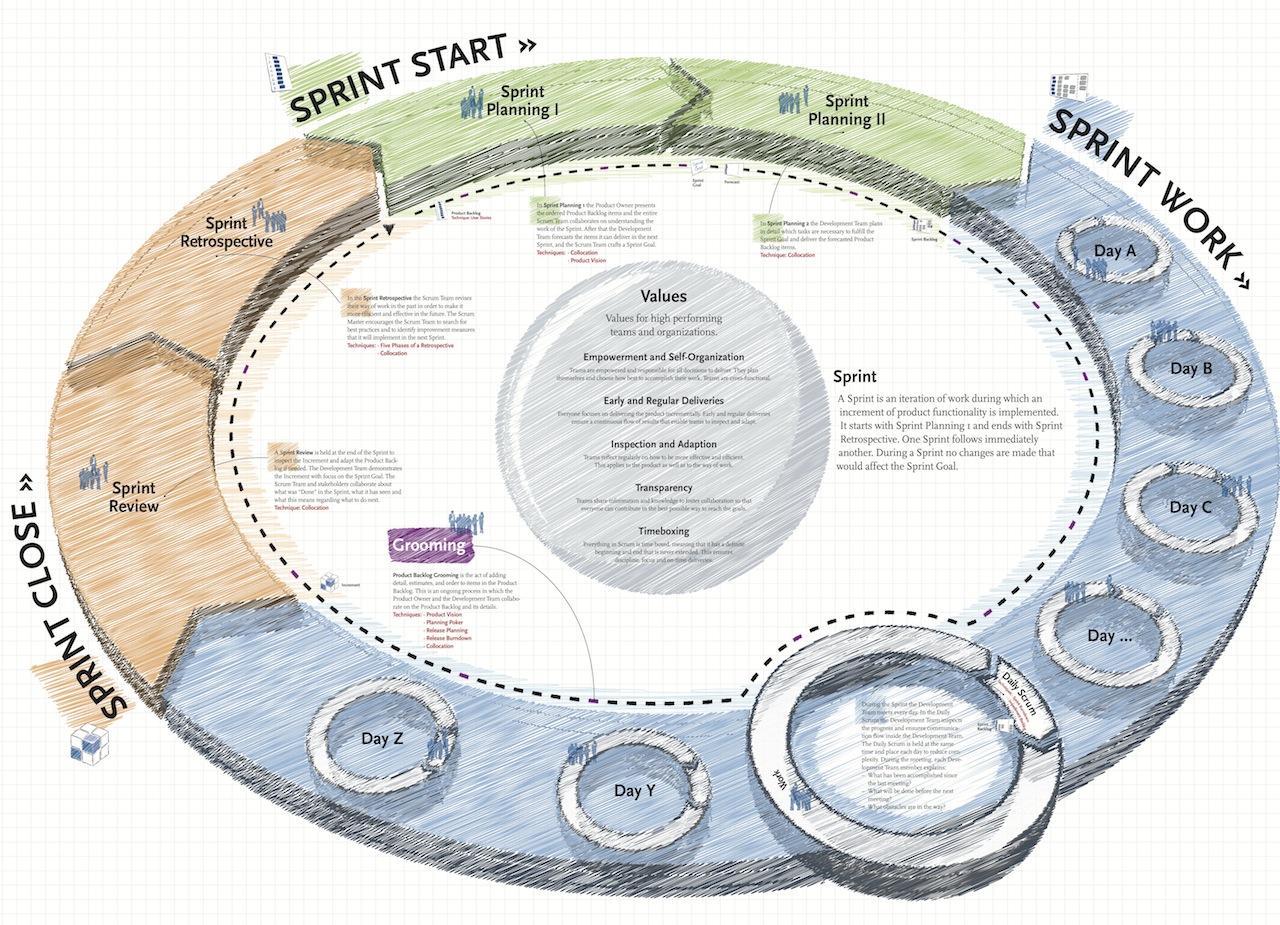 SPRINT START »
Sprint
Planning I
Sprint
Planning II
SPRINT WORK »
Product Backlog
Technique: User Stories
Sprint
Goal
Forecast
In Sprint Planning 1 the Product Owner presents
the ordered Product Backlog items and the entire
Scrum Team collaborates on understanding the
work of the Sprint. After that the Development
Team forecasts the items it can deliver in the next
Sprint, and the Scrum Team crafts a Sprint Goal.
Techniques: - Collocation
- Product Vision
In Sprint Planning 2 the Development Team plans
in detail which tasks are necessary to fulfill the
Sprint Goal and deliver the forecasted Product
Backlog items.
Technique: Collocation
Sprint Backlog
Sprint
Retrospective
In the Sprint Retrospective the Scrum Team revises
their way of work in the past in order to make it
more efficient and effective in the future. The Scrum
Master encourages the Scrum Team to search for
best practices and to identify improvement measures
that it will implement in the next Sprint.
Techniques: - Five Phases of a Retrospective
- Collocation
Values
Values for high performing
teams and organizations.
Empowerment and Self-Organization
Teams are empowered and responsible for all decisions to deliver. They plan
themselves and choose how best to accomplish their work. Teams are cross-functional.
Early and Regular Deliveries
Everyone focuses on delivering the product incrementally. Early and regular deliveries
ensure a continuous flow of results that enable teams to inspect and adapt.
Inspection and Adaption
Teams reflect regularly on how to be more effective and efficient.
This applies to the product as well as to the way of work.
Transparency
Teams share information and knowledge to foster collaboration so that
everyone can contribute in the best possible way to reach the goals.
Timeboxing
Everything in Scrum is time boxed, meaning that it has a definite
beginning and end that is never extended. This ensures
discipline, focus and on-time deliveries.
Sprint
A Sprint is an iteration of work during which an
increment of product functionality is implemented.
It starts with Sprint Planning 1 and ends with Sprint
Retrospective. One Sprint follows immediately
another. During a Sprint no changes are made that
would affect the Sprint Goal.
Day A
Day B
Day C
Day ...
Sprint
Review
A Sprint Review is held at the end of the Sprint to
inspect the Increment and adapt the Product Back-
log if needed. The Development Team demonstrates
the Increment with focus on the Sprint Goal. The
Scrum Team and stakeholders collaborate about
what was "Done" in the Sprint, what it has seen and
what this means regarding what to do next.
Technique: Collocation
SPRINT CLOSE »
Increment
Grooming
Product Backlog Grooming is the act of adding
detail, estimates, and order to items in the Product
Backlog. This is an ongoing process in which the
Product Owner and the Development Team collabo-
rate on the Product Backlog and its details.
Techniques: - Product Vision
- Planning Poker
- Release Planning
- Release Burndown
- Collocation
Daily Scrum
Sprint
Backlog
During the Sprint the Development
Team meets every day. In the Daily
Scrum the Development Team inspects
the progress and ensures communica-
tion flow inside the Development Team.
The Daily Scrum is held at the same
time and place each day to reduce com-
plexity. During the meeting, each Deve-
lopment Team member explains:
– What has been accomplished since
the last meeting?
– What will be done before the next
meeting?
– What obstacles are in the way?
Work
Day Y
Day Z